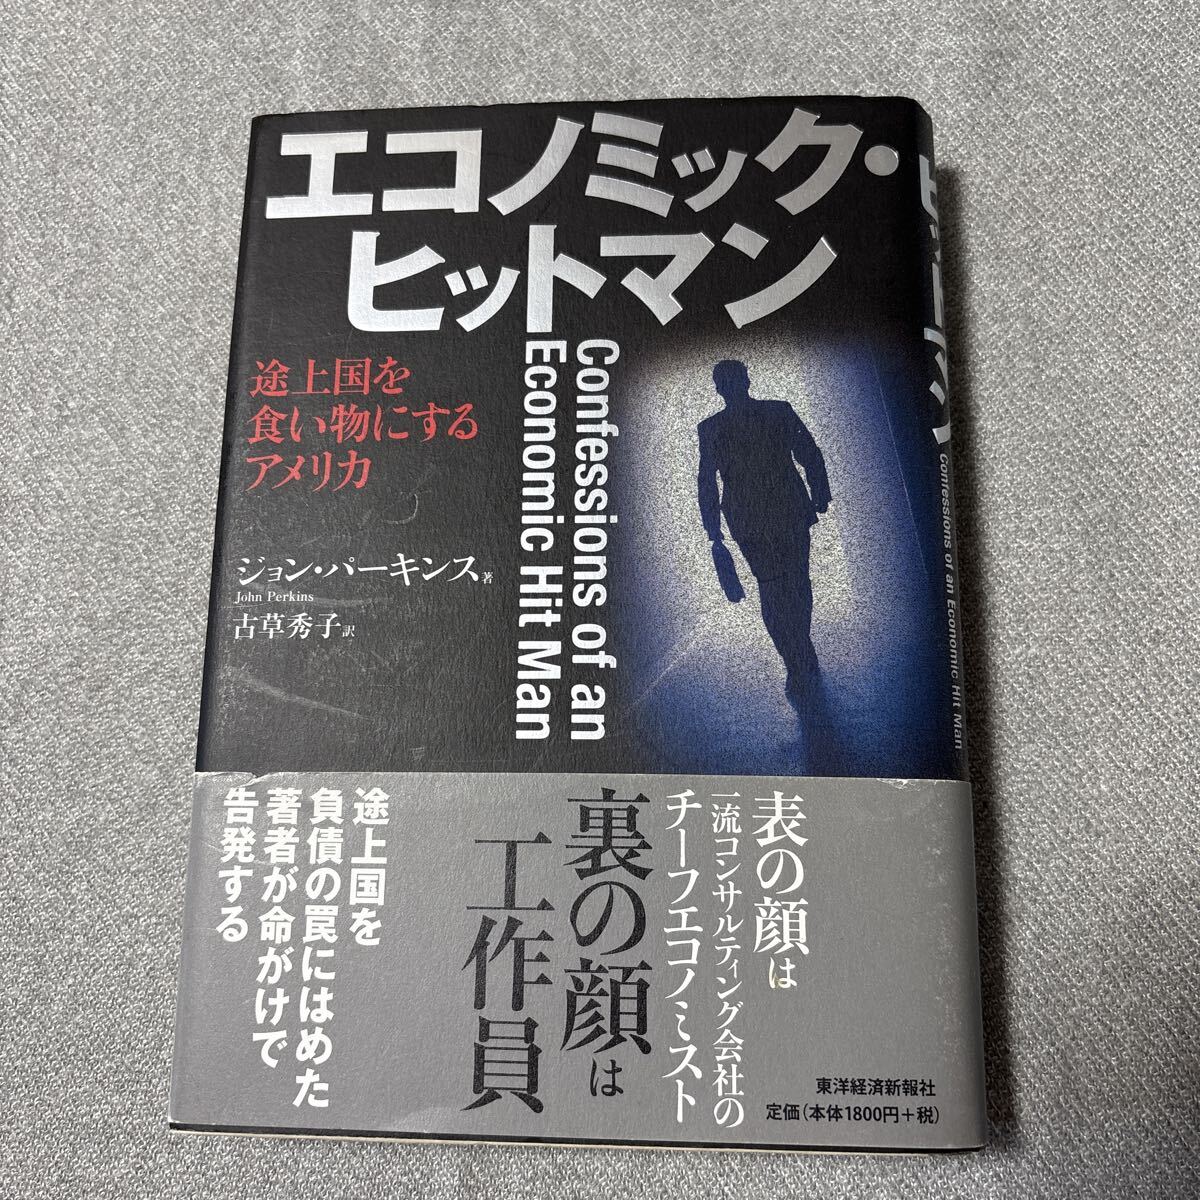 エコノミック・
ヒットマン
Confessions of an
Economic Hit Man
途上国を
食い物にする
アメリカ
ジョン・パーキンス 著
John Perkins
古草秀子 訳
表の顔は
一流コンサルティング会社の
チーフエコノミスト
裏の顔は
工作員
途上国を
負債の罠にはめた
著者が命がけで
告発する
東洋経済新報社
定価(本体1800円+税)
Confessions of an Economic Hit Man